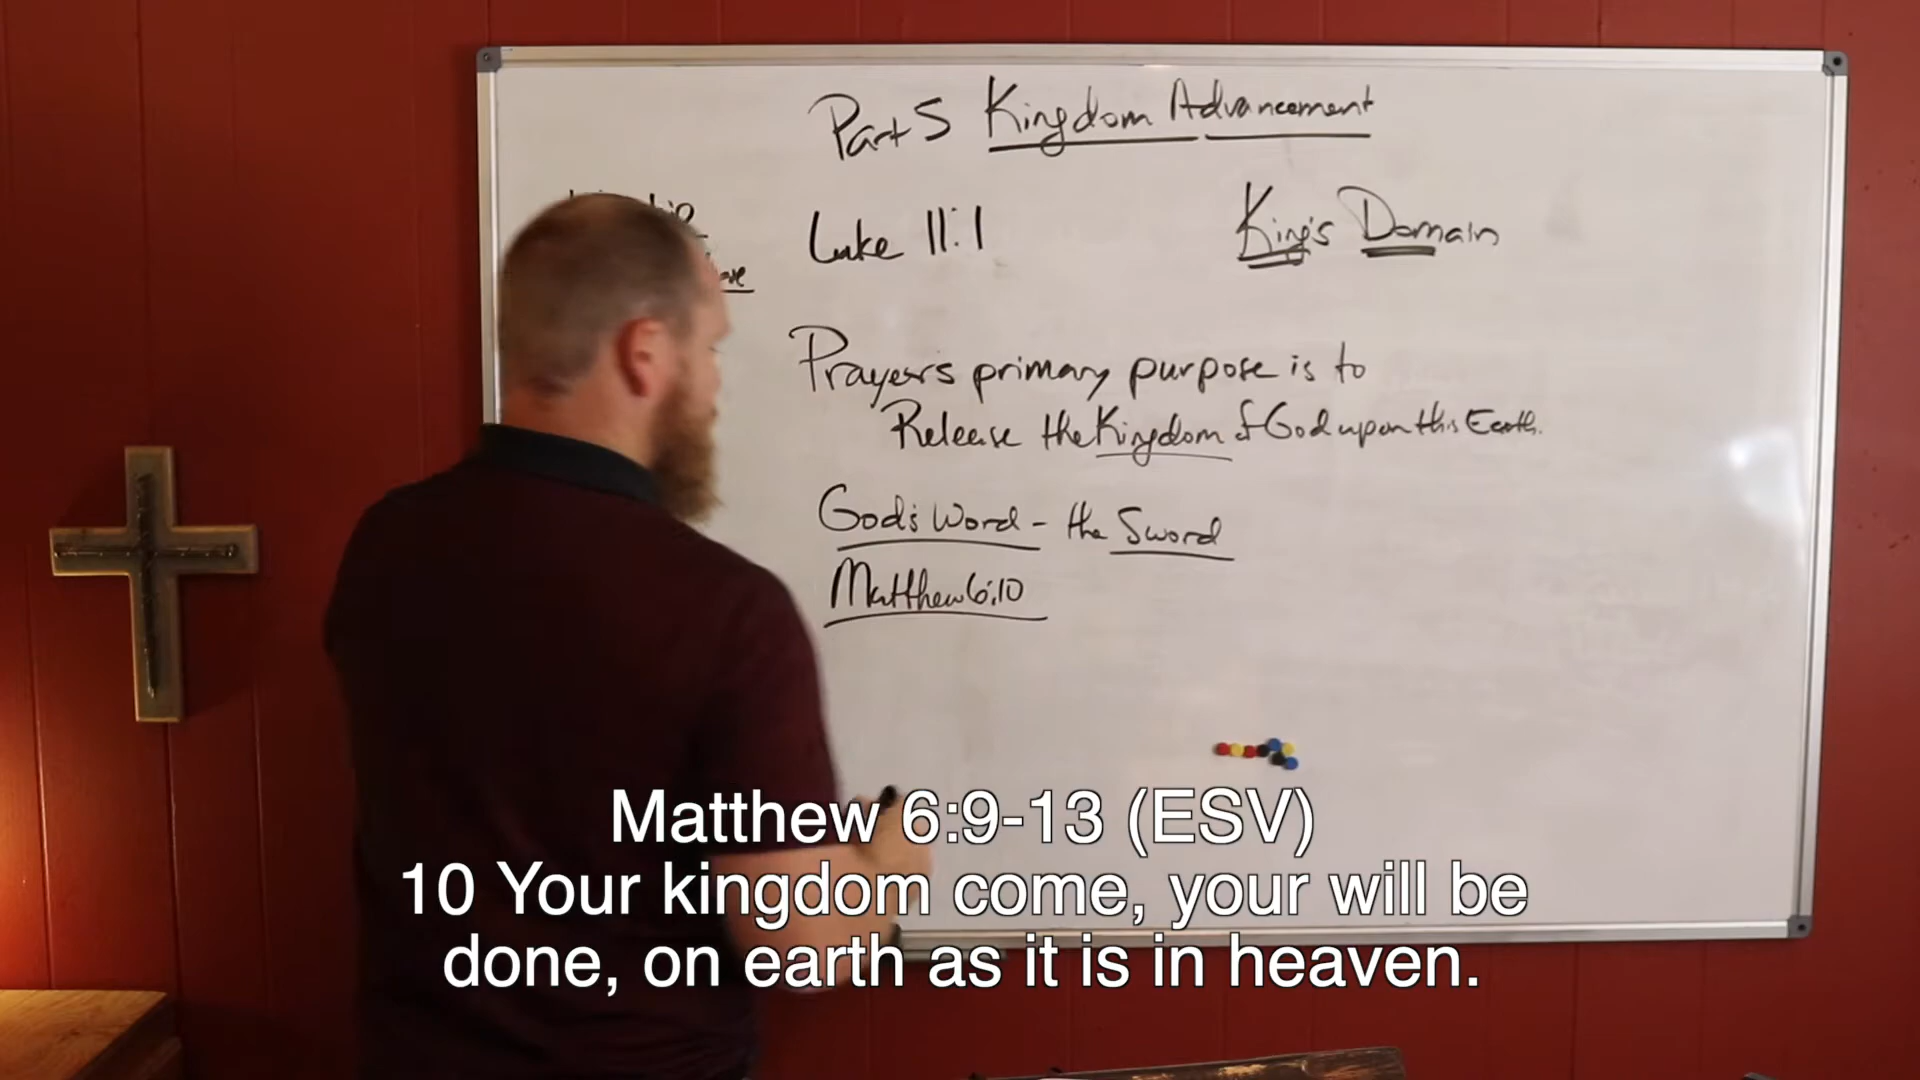 Part 5 Kingdom Advancement
Luke 11:1
King's Domain
Prayers primary purpose is to
Release the Kingdom of God upon this Earth.
God's Word - the Sword
Matthew 6:10
Matthew 6:9-13 (ESV)
10 Your kingdom come, your will be
done, on earth as it is in heaven.